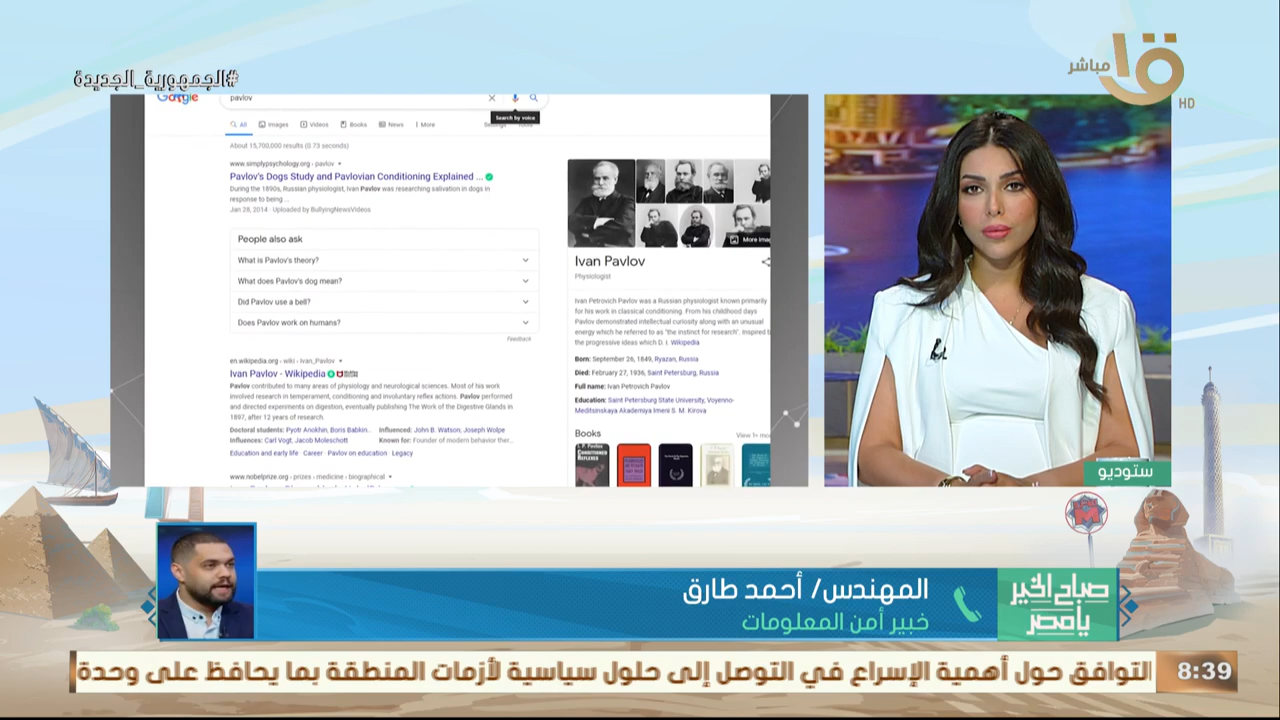 #الجمهورية_الجديدة
مباشر
HD
Google
pavlov
Search by voice
All Images Videos Books News More
About 15,700,000 results (0.73 seconds)
www.simplypsychology.org › pavlov
Pavlov's Dogs Study and Pavlovian Conditioning Explained ...
During the 1890s, Russian physiologist, Ivan Pavlov was researching salivation in dogs in
response to being ...
Jan 28, 2014 · Uploaded by BullyingNewsVideos
People also ask
What is Pavlov's theory?
What does Pavlov's dog mean?
Did Pavlov use a bell?
Does Pavlov work on humans?
Feedback
en.wikipedia.org › wiki › Ivan_Pavlov
Ivan Pavlov - Wikipedia
Pavlov contributed to many areas of physiology and neurological sciences. Most of his work
involved research in temperament, conditioning and involuntary reflex actions. Pavlov performed
and directed experiments on digestion, eventually publishing The Work of the Digestive Glands in
1897, after 12 years of research.
Doctoral students: Pyotr Anokhin, Boris Babkin... Influenced: John B. Watson, Joseph Wolpe
Influences: Carl Vogt, Jacob Moleschott Known for: Founder of modern behavior ther...
Education and early life · Career · Pavlov on education · Legacy
www.nobelprize.org › prizes › medicine › biographical
More ima
Ivan Pavlov
Physiologist
Ivan Petrovich Pavlov was a Russian physiologist known primarily
for his work in classical conditioning. From his childhood days
Pavlov demonstrated intellectual curiosity along with an unusual
energy which he referred to as "the instinct for research". Inspired b
the progressive ideas which D. I. Wikipedia
Born: September 26, 1849, Ryazan, Russia
Died: February 27, 1936, Saint Petersburg, Russia
Full name: Ivan Petrovich Pavlov
Education: Saint Petersburg State University, Voyenno-
Meditsinskaya Akademiya Imeni S. M. Kirova
Books
View 1+ mo
ستوديو
المهندس/ أحمد طارق
خبير أمن المعلومات
صباح الخير
يا مصر
التوافق حول أهمية الإسراع في التوصل إلى حلول سياسية لأزمات المنطقة بما يحافظ على وحدة
8:39